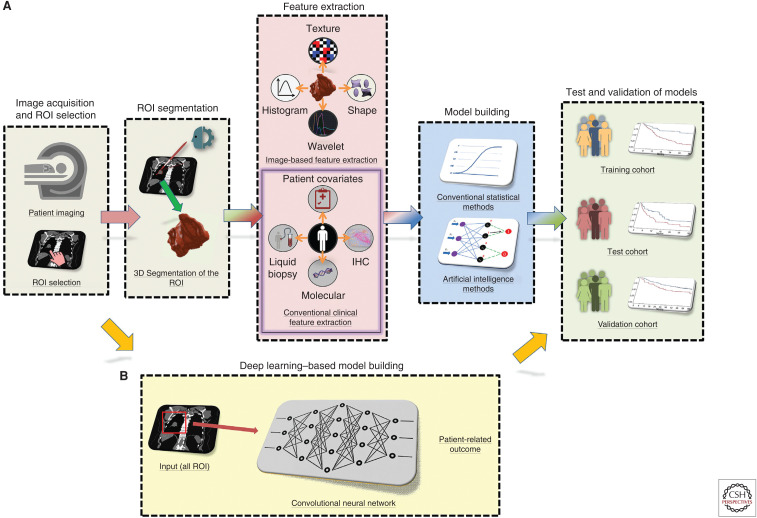 A
Image acquisition
and ROI selection
Patient imaging
ROI selection
ROI segmentation
3D Segmentation of the
ROI
Feature extraction
Texture
Histogram
Shape
Wavelet
Image-based feature extraction
Patient covariates
Liquid
biopsy
IHC
Molecular
Conventional clinical
feature extraction
Model building
Conventional statistical
methods
Artificial intelligence
methods
Test and validation of models
Training cohort
Test cohort
Validation cohort
B
Deep learning–based model building
Input (all ROI)
Convolutional neural network
Patient-related
outcome
CSH
PERSPECTIVES